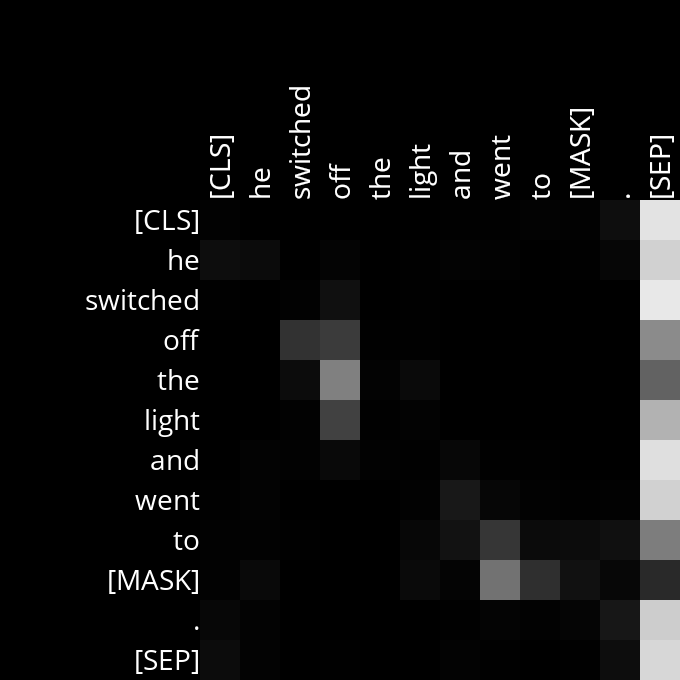 [CLS] he switched off the light and went to [MASK] . [SEP]
[CLS]
he
switched
off
the
light
and
went
to
[MASK]
.
[SEP]